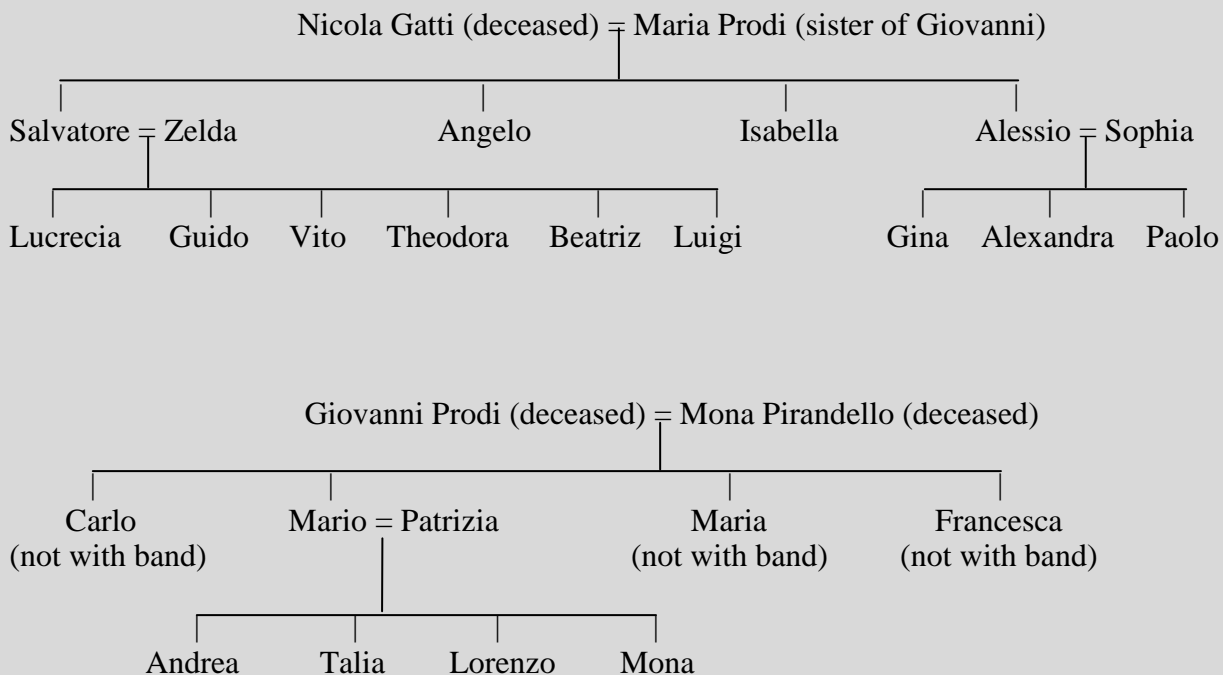 Nicola Gatti (deceased) = Maria Prodi (sister of Giovanni)
Salvatore = Zelda Angelo Isabella Alessio = Sophia
Lucrecia Guido Vito Theodora Beatriz Luigi Gina Alexandra Paolo
Giovanni Prodi (deceased) = Mona Pirandello (deceased)
Carlo Mario = Patrizia Maria Francesca
(not with band) (not with band) (not with band)
Andrea Talia Lorenzo Mona